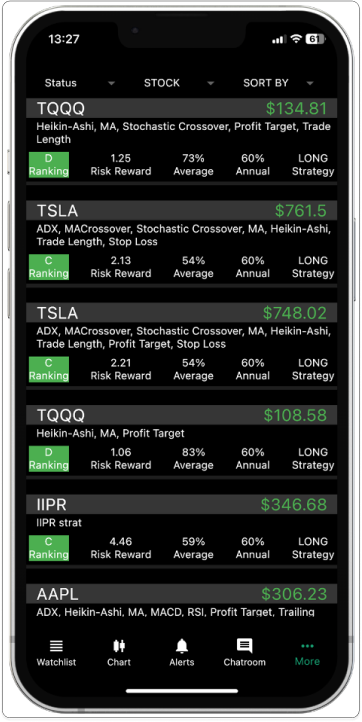 13:27
61
Status STOCK SORT BY
TQQQ $134.81
Heikin-Ashi, MA, Stochastic Crossover, Profit Target, Trade
Length
D 1.25 73% 60% LONG
Ranking Risk Reward Average Annual Strategy
TSLA $761.5
ADX, MACrossover, Stochastic Crossover, MA, Heikin-Ashi,
Trade Length, Stop Loss
C 2.13 54% 60% LONG
Ranking Risk Reward Average Annual Strategy
TSLA $748.02
ADX, MACrossover, Stochastic Crossover, MA, Heikin-Ashi,
Trade Length, Profit Target, Stop Loss
C 2.21 54% 60% LONG
Ranking Risk Reward Average Annual Strategy
TQQQ $108.58
Heikin-Ashi, MA, Profit Target
D 1.06 83% 60% LONG
Ranking Risk Reward Average Annual Strategy
IIPR $346.68
IIPR strat
C 4.46 59% 60% LONG
Ranking Risk Reward Average Annual Strategy
AAPL $306.23
ADX, Heikin-Ashi, MA, MACD, RSI, Profit Target, Trailing
Watchlist Chart Alerts Chatroom More